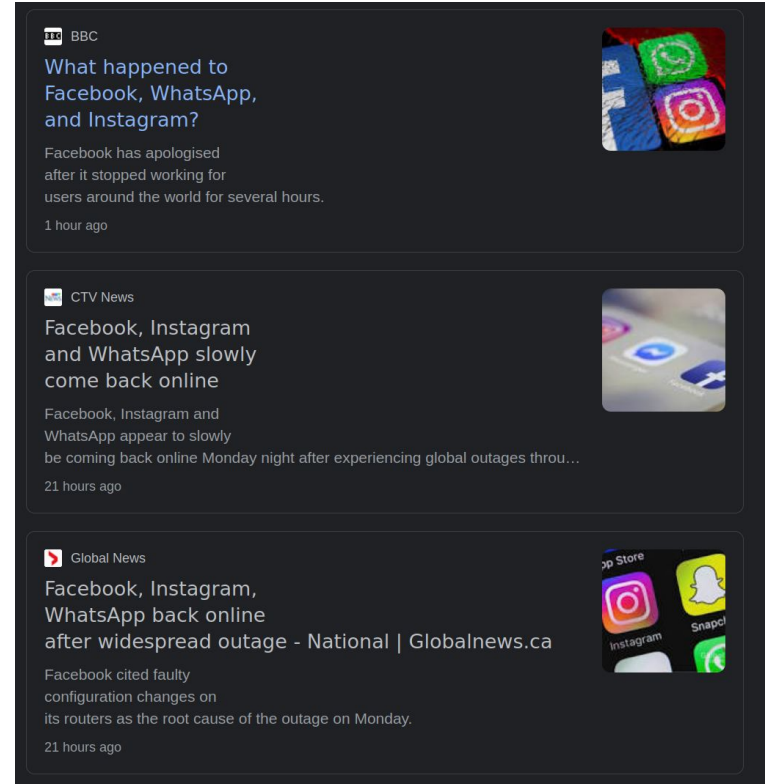 BBC
BBC
What happened to
Facebook, WhatsApp,
and Instagram?
Facebook has apologised
after it stopped working for
users around the world for several hours.
1 hour ago
NEWS
CTV News
Facebook, Instagram
and WhatsApp slowly
come back online
Facebook, Instagram and
WhatsApp appear to slowly
be coming back online Monday night after experiencing global outages throu…
21 hours ago
Messenger
Facebook
Global News
Facebook, Instagram,
WhatsApp back online
after widespread outage - National | Globalnews.ca
Facebook cited faulty
configuration changes on
its routers as the root cause of the outage on Monday.
21 hours ago
pp Store
Instagram
Snapch